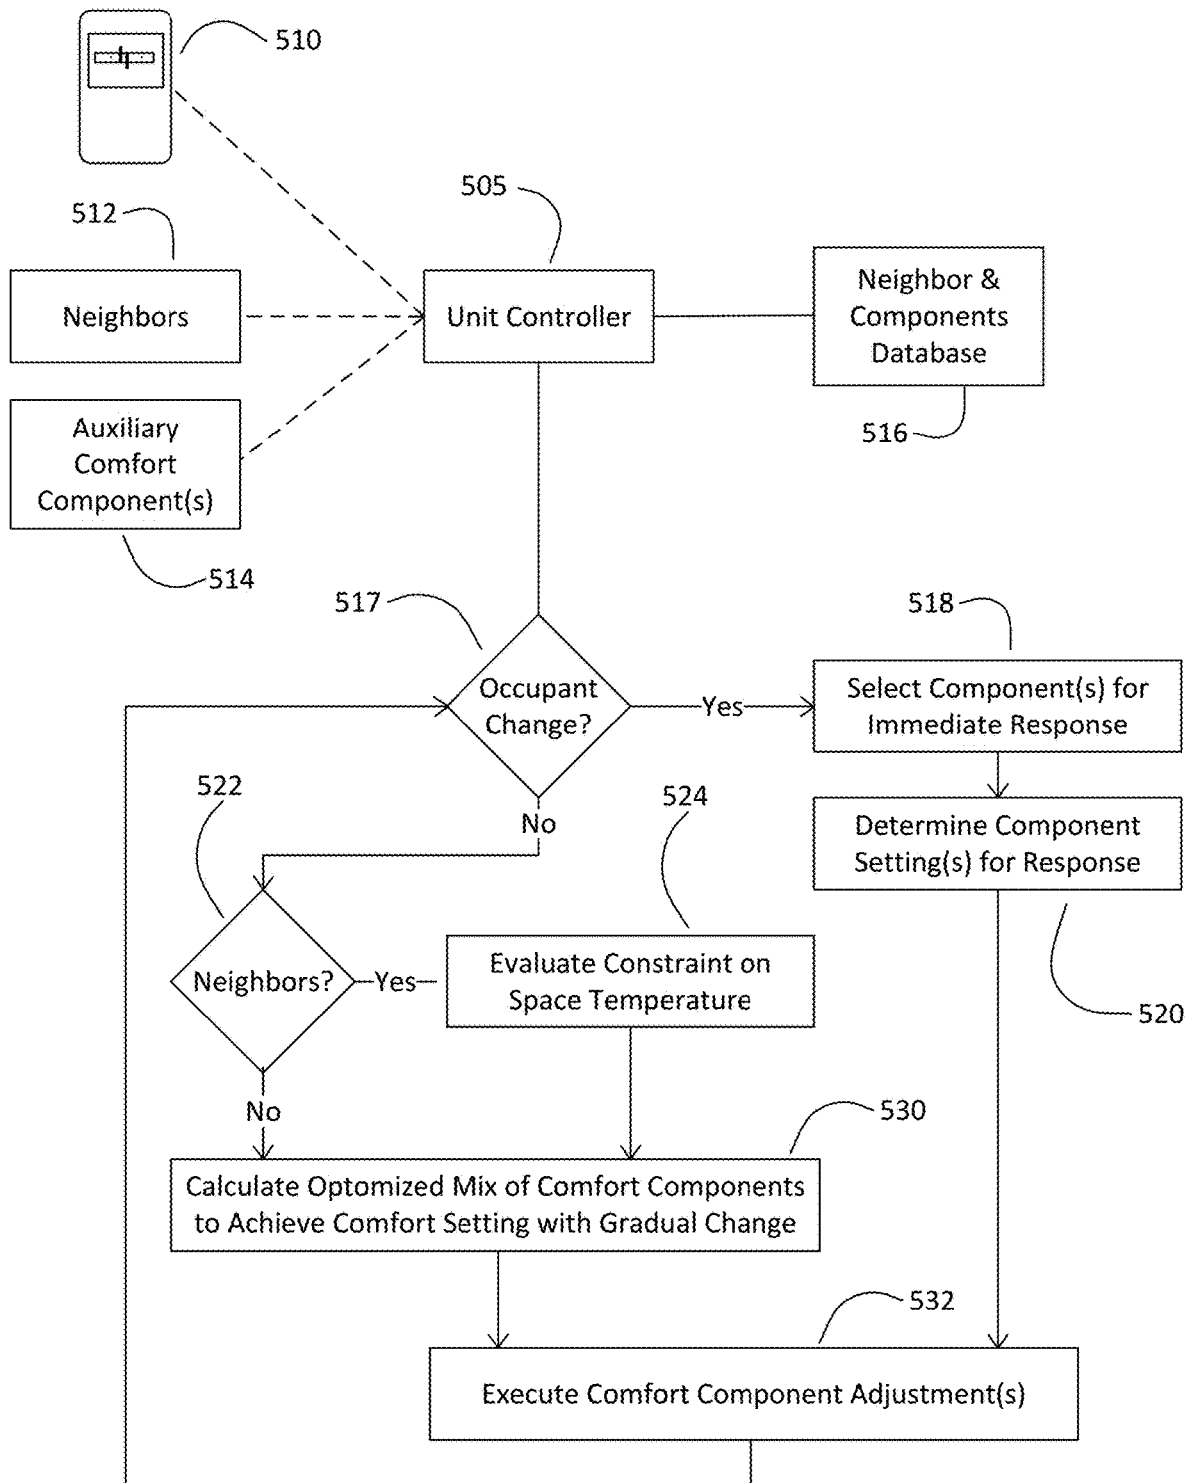 510
505
512
Neighbors
Unit Controller
Neighbor &
Components
Database
516
Auxiliary
Comfort
Component(s)
514
517
518
Occupant
Change?
Yes
Select Component(s) for
Immediate Response
No
522
524
Determine Component
Setting(s) for Response
520
Neighbors?
Yes
Evaluate Constraint on
Space Temperature
No
530
Calculate Optomized Mix of Comfort Components
to Achieve Comfort Setting with Gradual Change
532
Execute Comfort Component Adjustment(s)